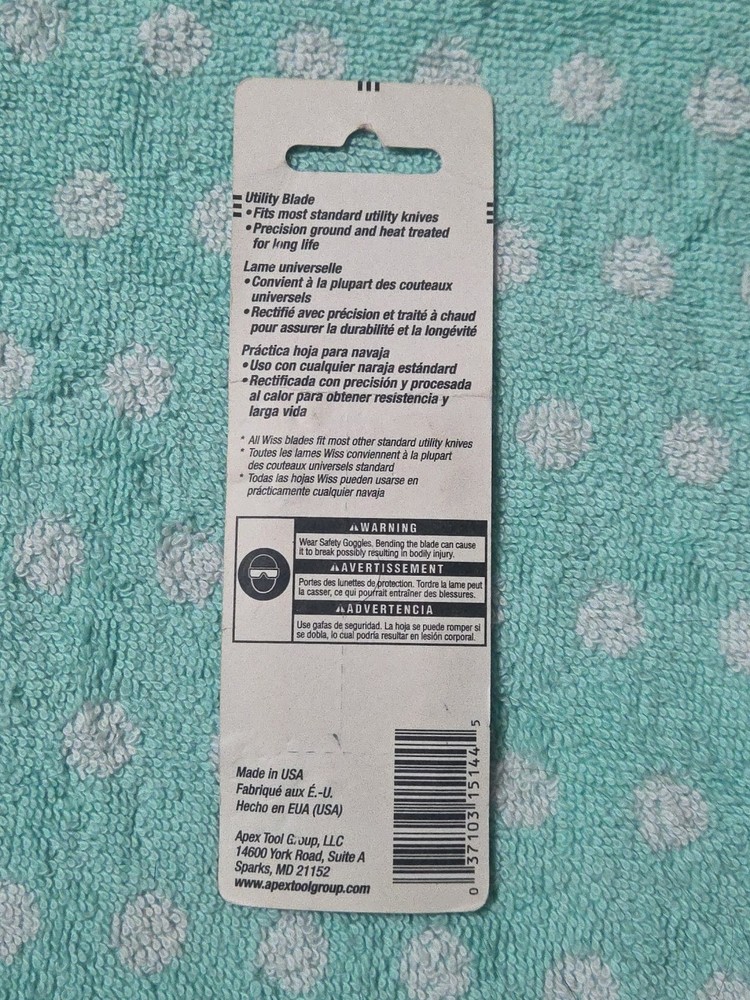 Utility Blade
• Fits most standard utility knives
• Precision ground and heat treated
for long life
Lame universelle
• Convient à la plupart des couteaux
universels
• Rectifié avec précision et traité à chaud
pour assurer la durabilité et la longévité
Práctica hoja para navaja
• Uso con cualquier naraja estándard
• Rectificada con precisión y procesada
al calor para obtener resistencia y
larga vida
* All Wiss blades fit most other standard utility knives
* Toutes les lames Wiss conviennent à la plupart
des couteaux universels standard
* Todas las hojas Wiss pueden usarse en
prácticamente cualquier navaja
⚠WARNING
Wear Safety Goggles. Bending the blade can cause
it to break possibly resulting in bodily injury.
⚠AVERTISSEMENT
Portes des lunettes de protection. Tordre la lame peut
la casser, ce qui pourrait entraîner des blessures.
⚠ADVERTENCIA
Use gafas de seguridad. La hoja se puede romper si
se dobla, lo cual podría resultar en lesión corporal.
Made in USA
Fabriqué aux É.-U.
Hecho en EUA (USA)
Apex Tool Group, LLC
14600 York Road, Suite A
Sparks, MD 21152
www.apextoolgroup.com
0 37103 15144 5